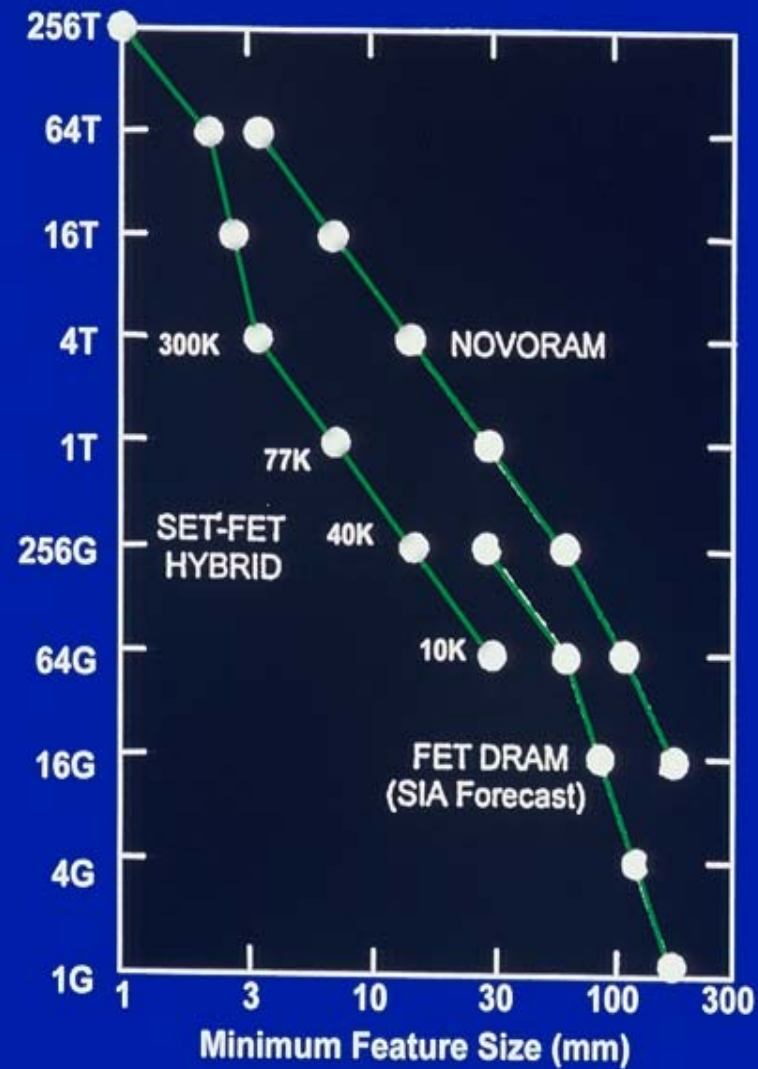 256T
64T
16T
4T
1T
256G
64G
16G
4G
1G
300K
NOVORAM
77K
SET-FET
HYBRID
40K
10K
FET DRAM
(SIA Forecast)
1 3 10 30 100 300
Minimum Feature Size (mm)